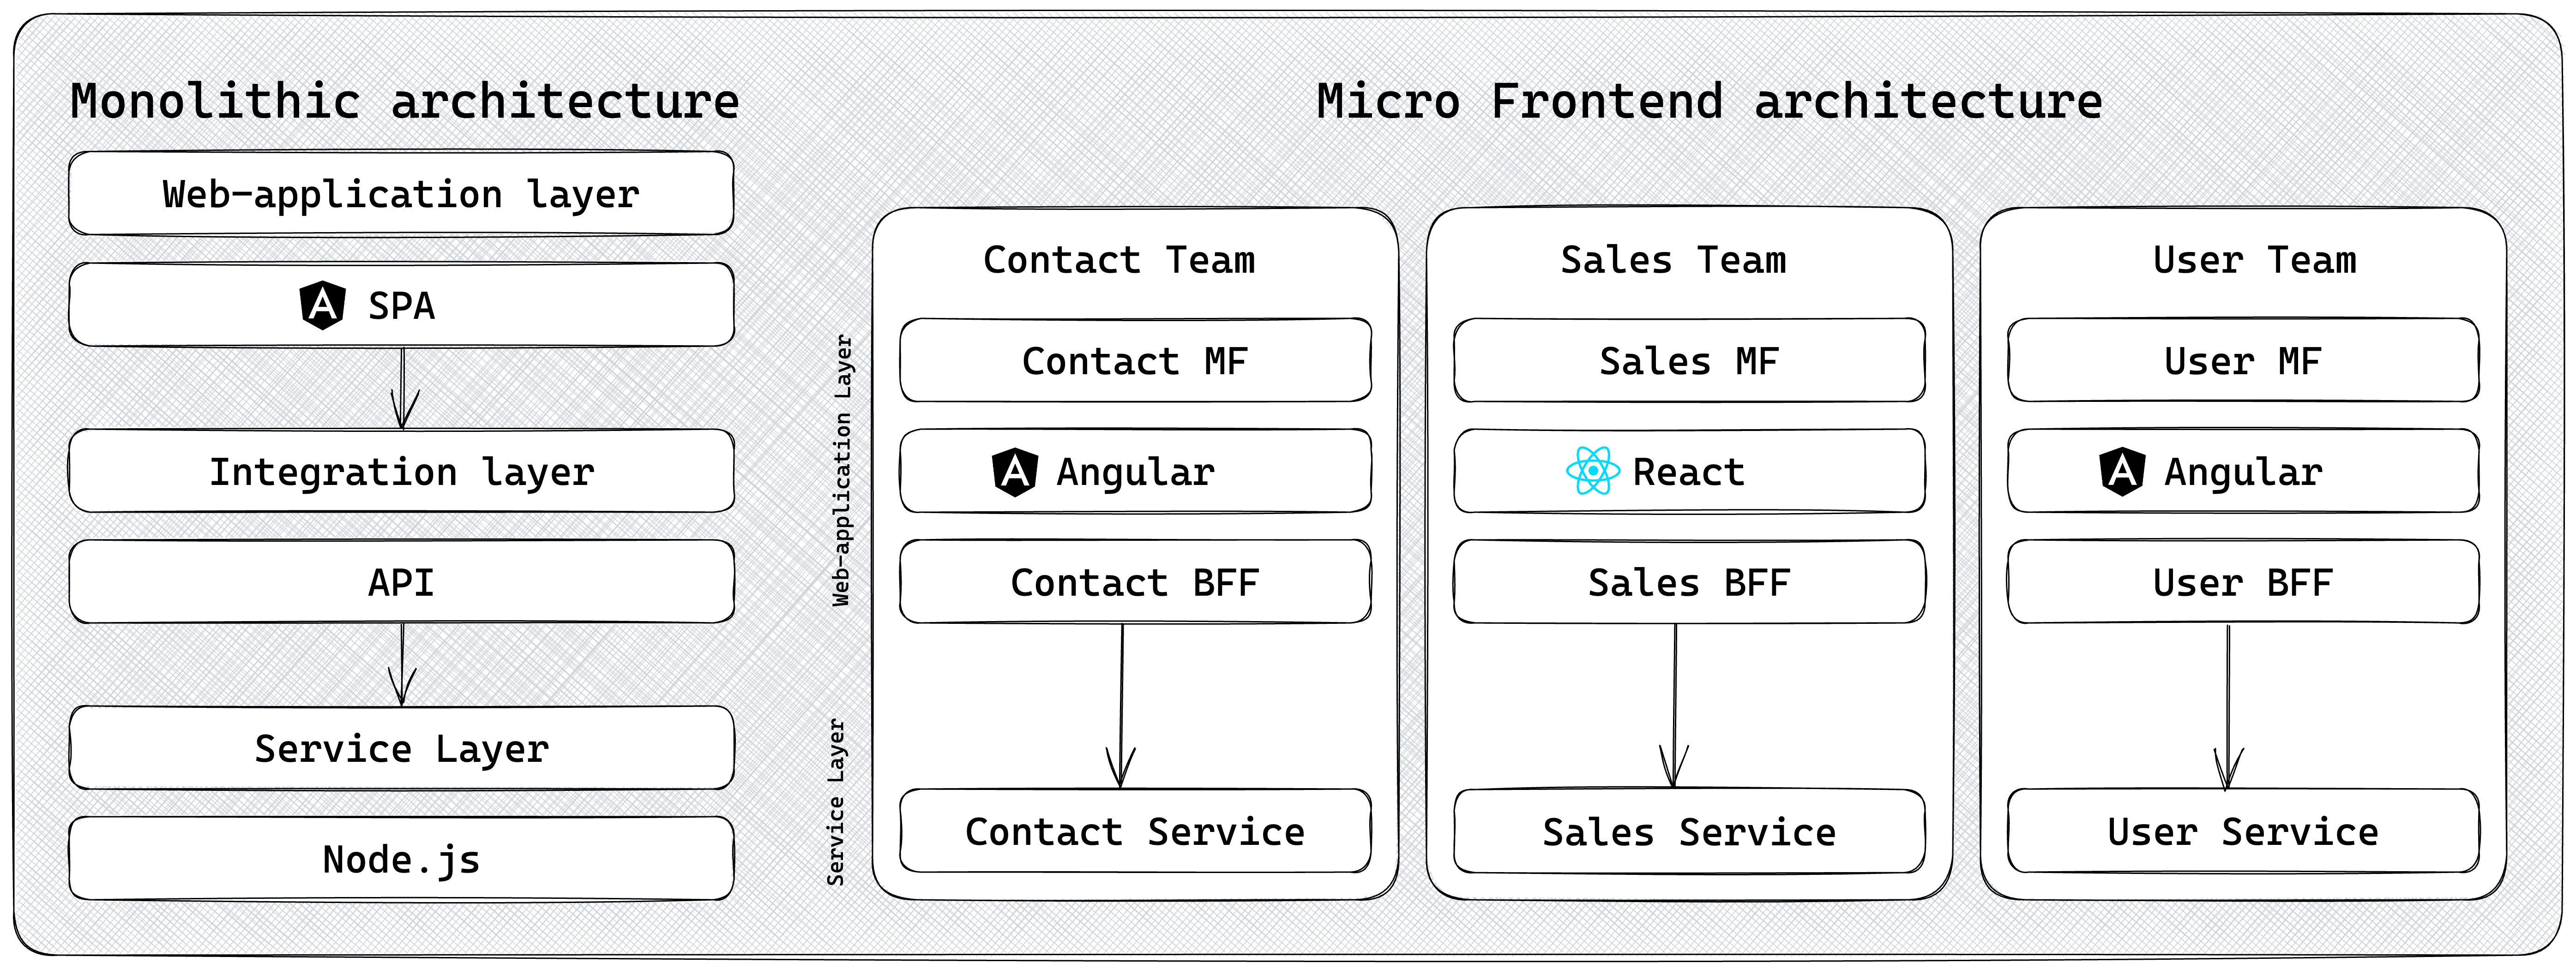 Monolithic architecture
Web-application layer
SPA
Integration layer
API
Service Layer
Node.js
Micro Frontend architecture
Web-application Layer
Service Layer
Contact Team
Contact MF
Angular
Contact BFF
Contact Service
Sales Team
Sales MF
React
Sales BFF
Sales Service
User Team
User MF
Angular
User BFF
User Service